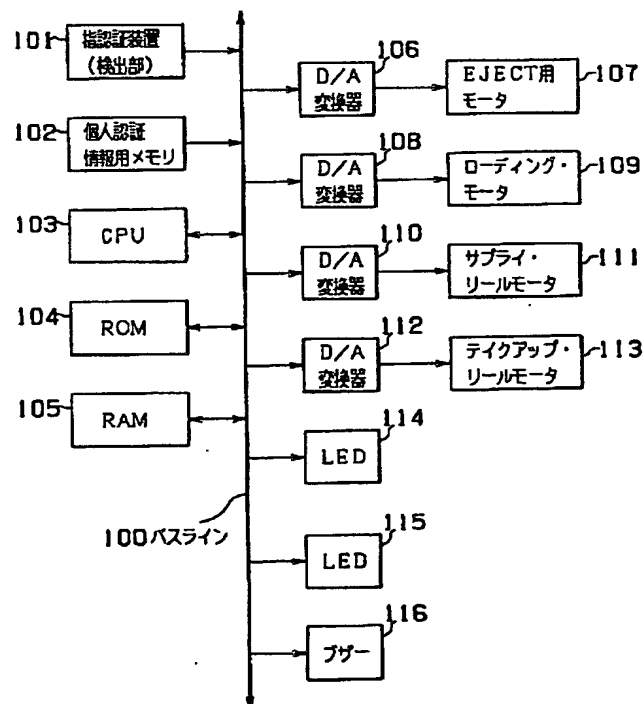 101
指認証装置
(検出部)
102
個人認証
情報用メモリ
103
CPU
104
ROM
105
RAM
100バスライン
106
D/A
変換器
EJECT用
モータ
107
108
D/A
変換器
ローディング・
モータ
109
110
D/A
変換器
サプライ・
リールモータ
111
112
D/A
変換器
テイクアップ・
リールモータ
113
114
LED
115
LED
116
ブザー